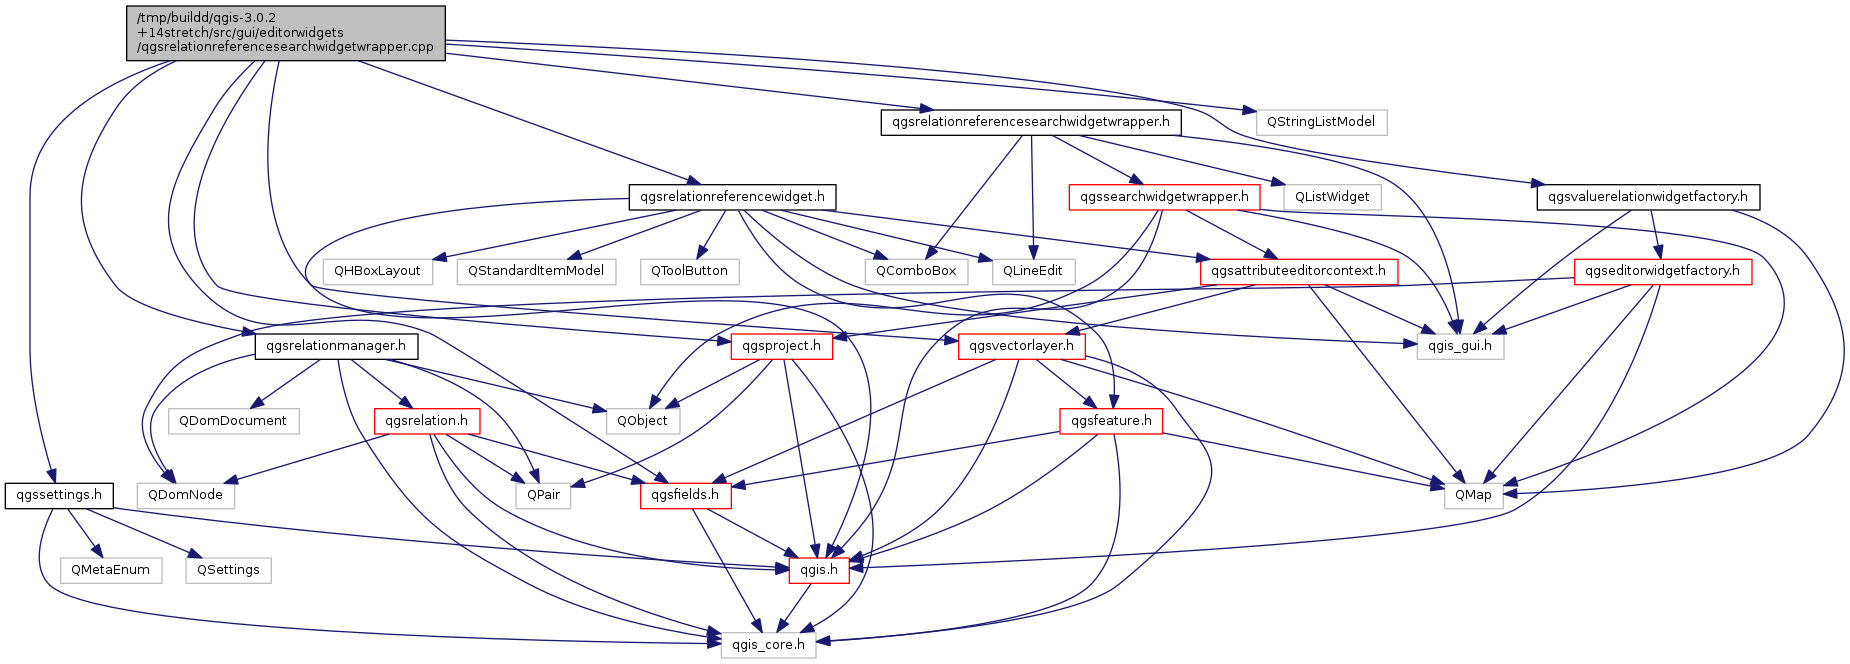 /tmp/buildd/qgis-3.0.2
+14stretch/src/gui/editorwidgets
/qgsrelationreferencesearchwidgetwrapper.cpp
qgsrelationreferencesearchwidgetwrapper.h
QStringListModel
qgsrelationreferencewidget.h
qgssearchwidgetwrapper.h
QListWidget
qgsvaluerelationwidgetfactory.h
QHBoxLayout
QStandardItemModel
QToolButton
QComboBox
QLineEdit
qgsattributeeditorcontext.h
qgseditorwidgetfactory.h
qgsrelationmanager.h
qgsproject.h
qgsvectorlayer.h
qgis_gui.h
QDomDocument
qgsrelation.h
QObject
qgsfeature.h
qgssettings.h
QDomNode
QPair
qgsfields.h
QMap
QMetaEnum
QSettings
qgis.h
qgis_core.h